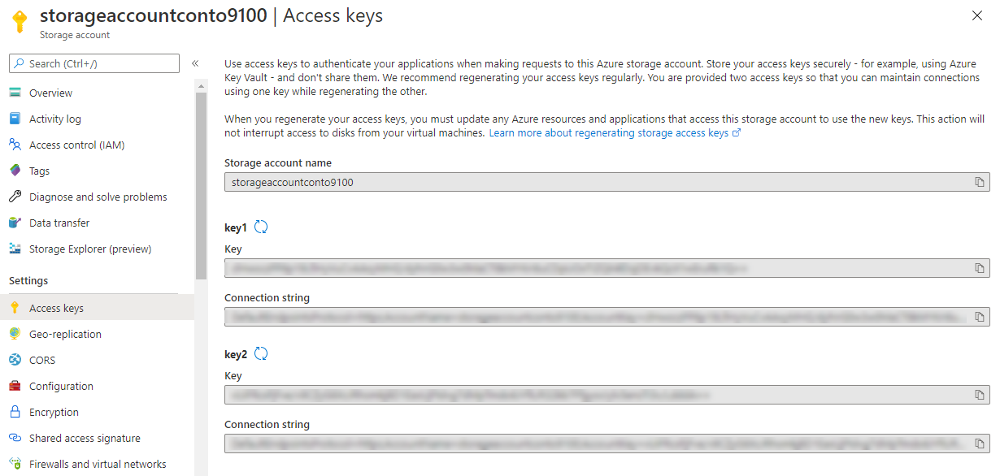 storageaccountconto9100 | Access keys
Storage account
Search (Ctrl+/)
«
Overview
Activity log
Access control (IAM)
Tags
Diagnose and solve problems
Data transfer
Storage Explorer (preview)
Settings
Access keys
Geo-replication
CORS
Configuration
Encryption
Shared access signature
Firewalls and virtual networks
Use access keys to authenticate your applications when making requests to this Azure storage account. Store your access keys securely - for example, using Azure
Key Vault - and don't share them. We recommend regenerating your access keys regularly. You are provided two access keys so that you can maintain connections
using one key while regenerating the other.
When you regenerate your access keys, you must update any Azure resources and applications that access this storage account to use the new keys. This action will
not interrupt access to disks from your virtual machines. Learn more about regenerating storage access keys
Storage account name
storageaccountconto9100
key1
Key
Connection string
key2
Key
Connection string